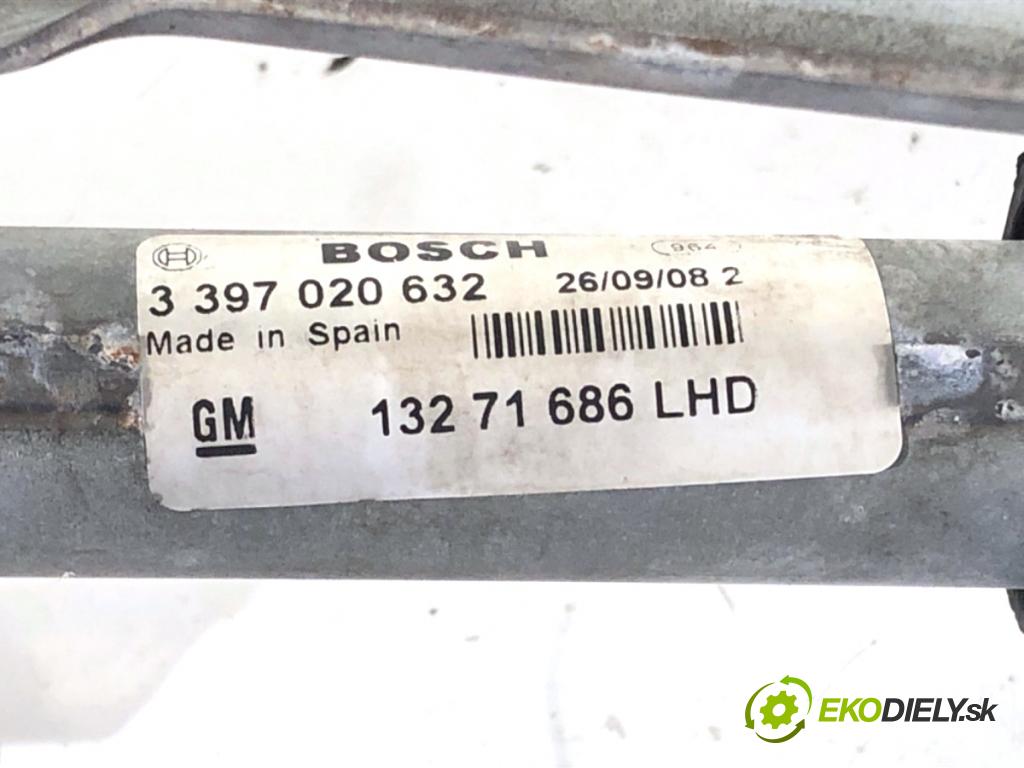 BOSCH 964
3 397 020 632 26/09/08 2
Made in Spain
GM 132 71 686 LHD
EKODIELY.sk